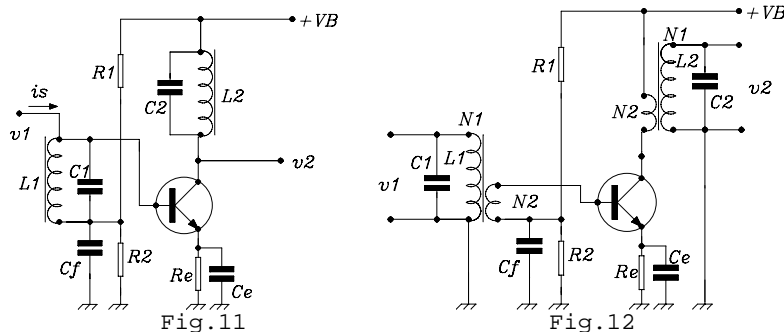 +VB
R1
C2
L2
is
v1
v2
C1
L1
R2
Cf
Re
Ce
Fig.11
+VB
N1
R1
L2
C2
v2
N2
N1
C1
L1
v1
N2
Cf
R2
Re
Ce
Fig.12